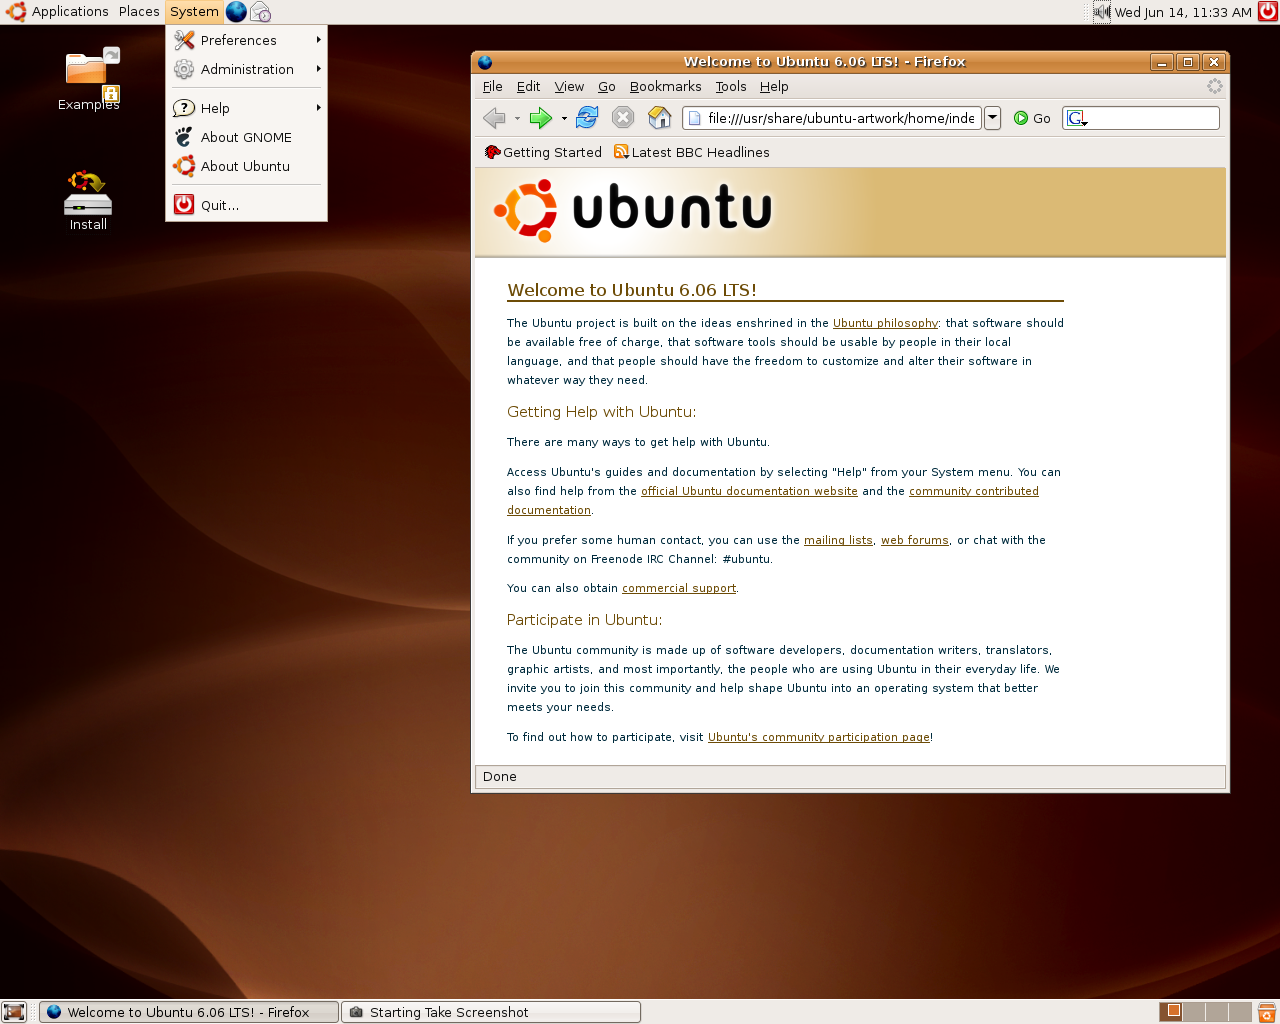 Applications Places System
Wed Jun 14, 11:33 AM
Preferences
Administration
Help
About GNOME
About Ubuntu
Quit...
Examples
Install
Welcome to Ubuntu 6.06 LTS! - Firefox
File Edit View Go Bookmarks Tools Help
file:///usr/share/ubuntu-artwork/home/inde
Go
G
Getting Started
Latest BBC Headlines
ubuntu
Welcome to Ubuntu 6.06 LTS!
The Ubuntu project is built on the ideas enshrined in the Ubuntu philosophy: that software should
be available free of charge, that software tools should be usable by people in their local
language, and that people should have the freedom to customize and alter their software in
whatever way they need.
Getting Help with Ubuntu:
There are many ways to get help with Ubuntu.
Access Ubuntu's guides and documentation by selecting "Help" from your System menu. You can
also find help from the official Ubuntu documentation website and the community contributed
documentation.
If you prefer some human contact, you can use the mailing lists, web forums, or chat with the
community on Freenode IRC Channel: #ubuntu.
You can also obtain commercial support.
Participate in Ubuntu:
The Ubuntu community is made up of software developers, documentation writers, translators,
graphic artists, and most importantly, the people who are using Ubuntu in their everyday life. We
invite you to join this community and help shape Ubuntu into an operating system that better
meets your needs.
To find out how to participate, visit Ubuntu's community participation page!
Done
Welcome to Ubuntu 6.06 LTS! - Firefox
Starting Take Screenshot